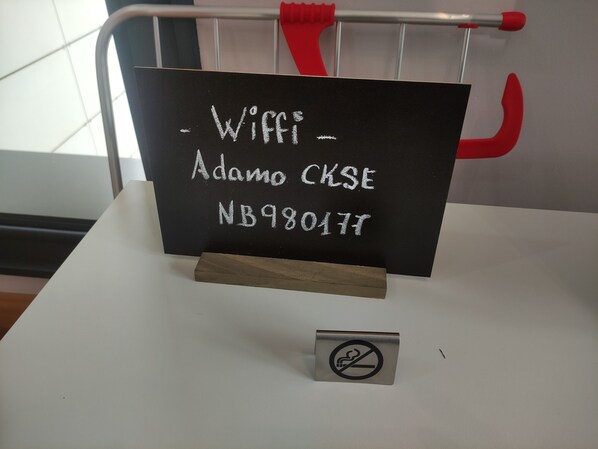 - Wiffi -
Adamo CKSE
NB980177